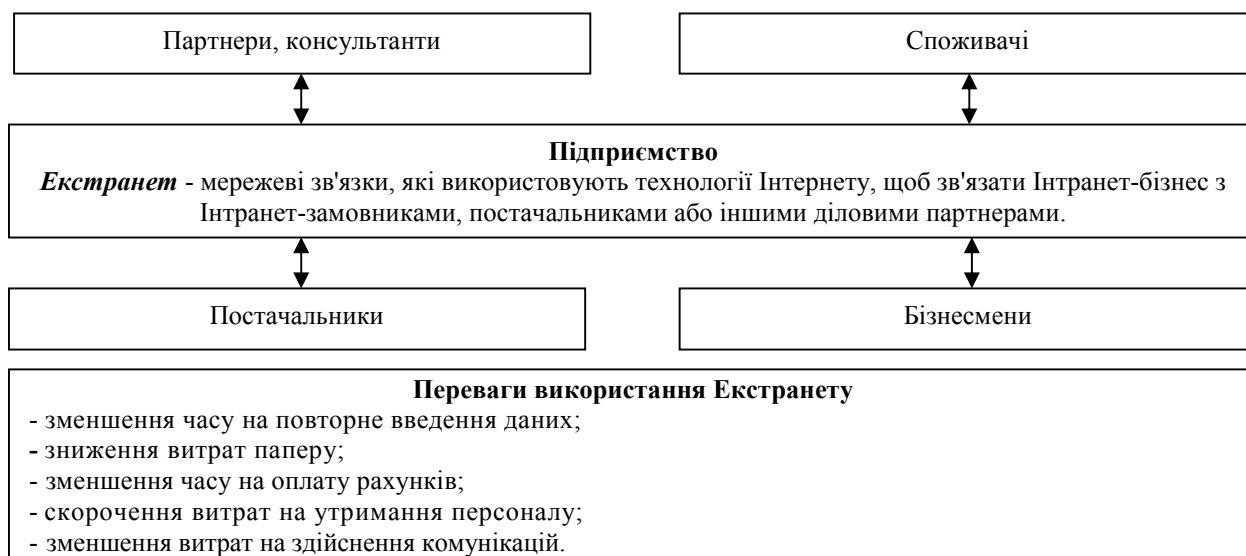 Партнери, консультанти
Споживачі
Підприємство
Екстранет - мережеві зв'язки, які використовують технології Інтернету, щоб зв'язати Інтранет-бізнес з
Інтранет-замовниками, постачальниками або іншими діловими партнерами.
Постачальники
Бізнесмени
Переваги використання Екстранету
- зменшення часу на повторне введення даних;
- зниження витрат паперу;
- зменшення часу на оплату рахунків;
- скорочення витрат на утримання персоналу;
- зменшення витрат на здійснення комунікацій.